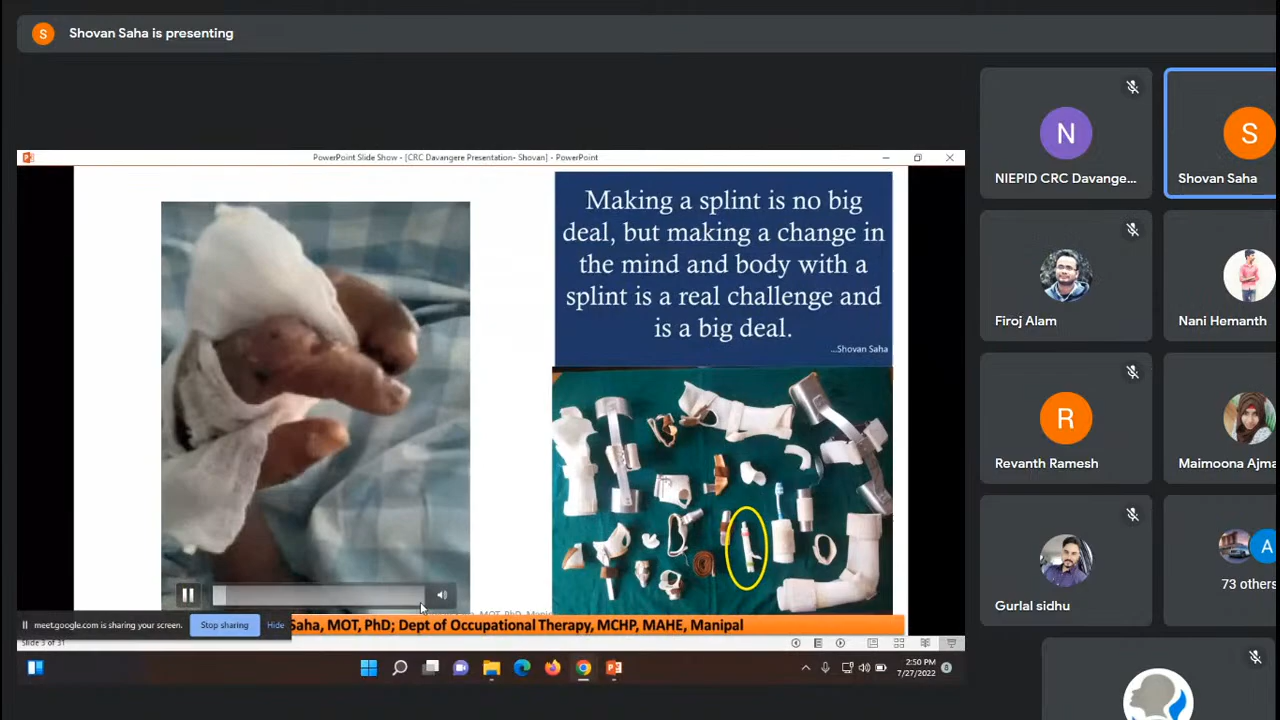 S
Shovan Saha is presenting
PowerPoint Slide Show - [CRC Davangere Presentation- Shovan] - PowerPoint
Making a splint is no big
deal, but making a change in
the mind and body with a
splint is a real challenge and
is a big deal.
...Shovan Saha
meet.google.com is sharing your screen.
Stop sharing
Hide
Saha, MOT, PhD; Dept of Occupational Therapy, MCHP, MAHE, Manipal
Slide 3 of 31
2:50 PM
7/27/2022
N
NIEPID CRC Davange...
S
Shovan Saha
Firoj Alam
Nani Hemanth
R
Revanth Ramesh
Maimoona Ajma
Gurlal sidhu
A
73 others